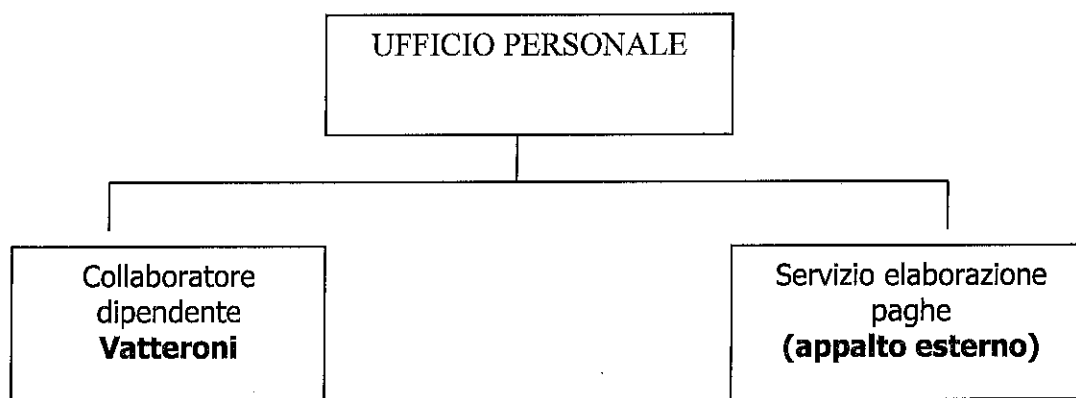 UFFICIO PERSONALE
Collaboratore
dipendente
Vatteroni
Servizio elaborazione
paghe
(appalto esterno)